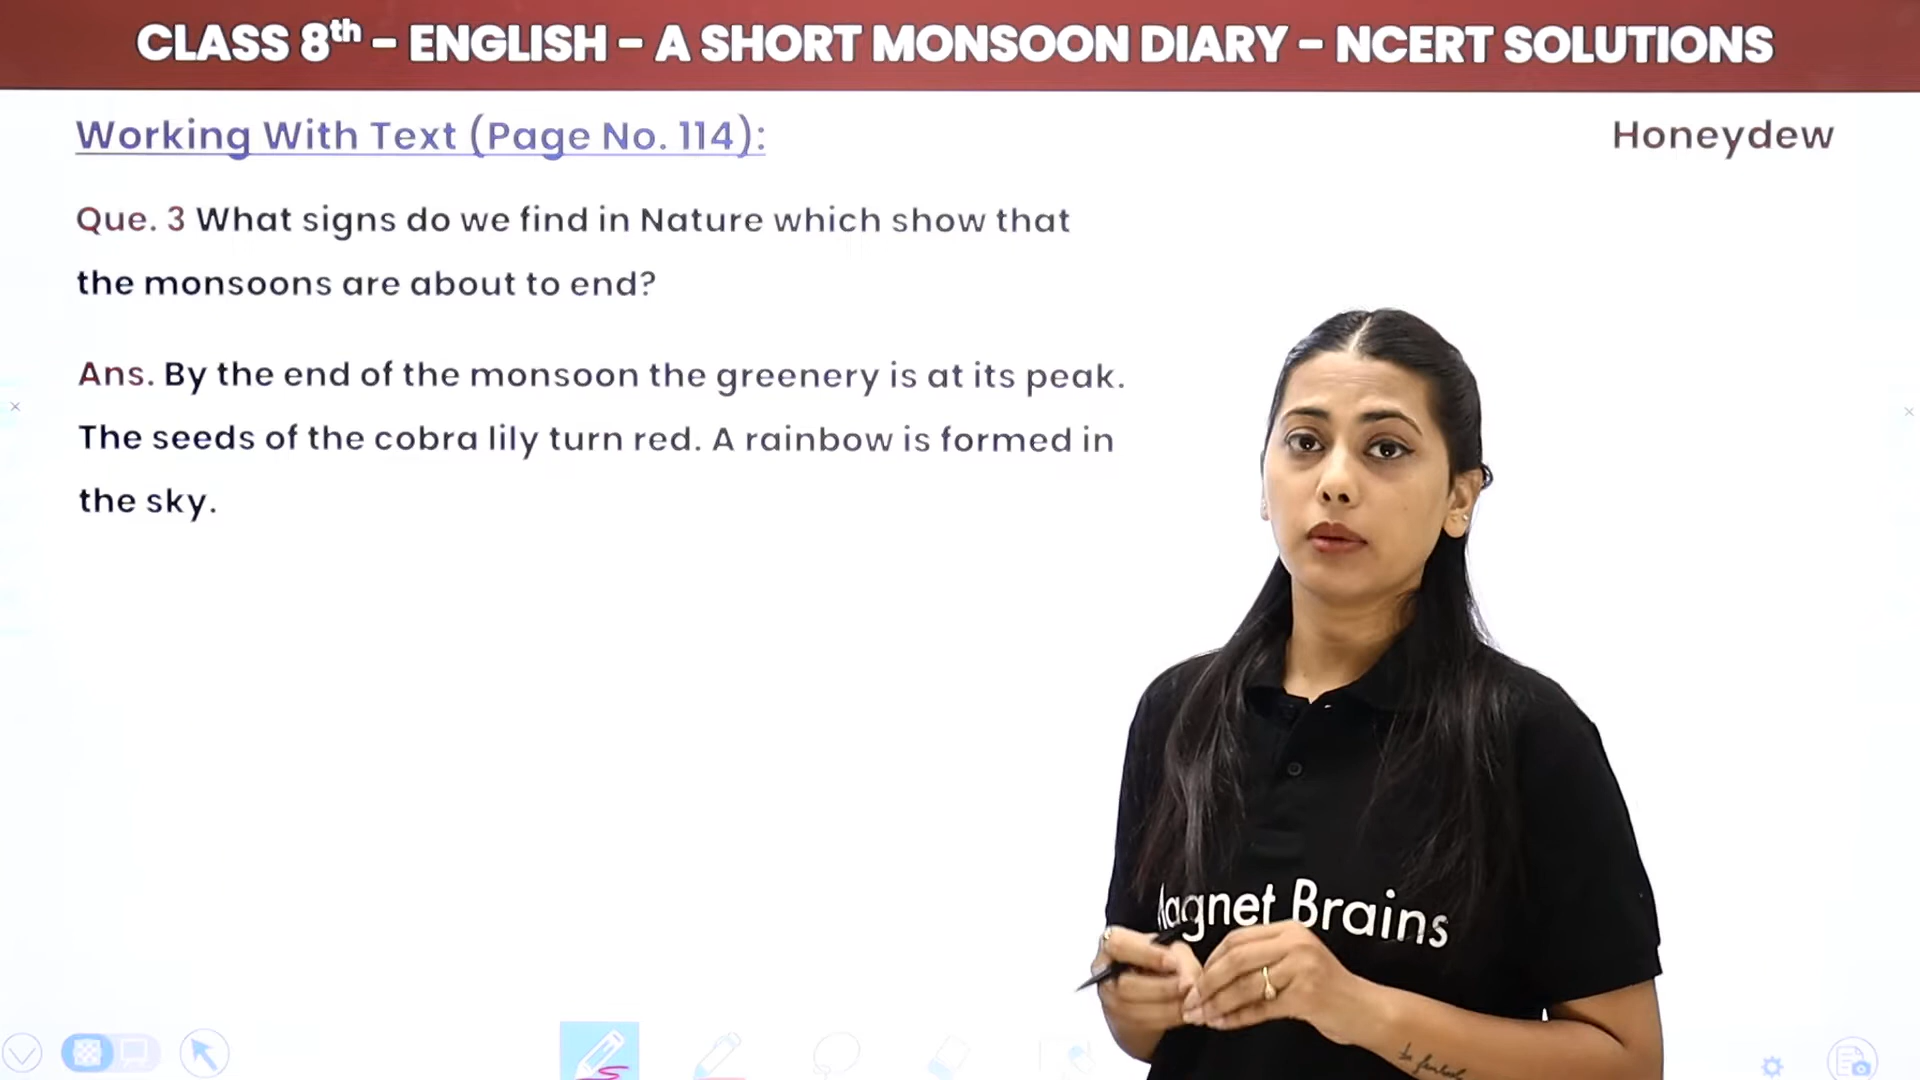 CLASS 8th – ENGLISH – A SHORT MONSOON DIARY – NCERT SOLUTIONS
Working With Text (Page No. 114):
Honeydew
Que. 3 What signs do we find in Nature which show that
the monsoons are about to end?
Ans. By the end of the monsoon the greenery is at its peak.
The seeds of the cobra lily turn red. A rainbow is formed in
the sky.
agnet Brains